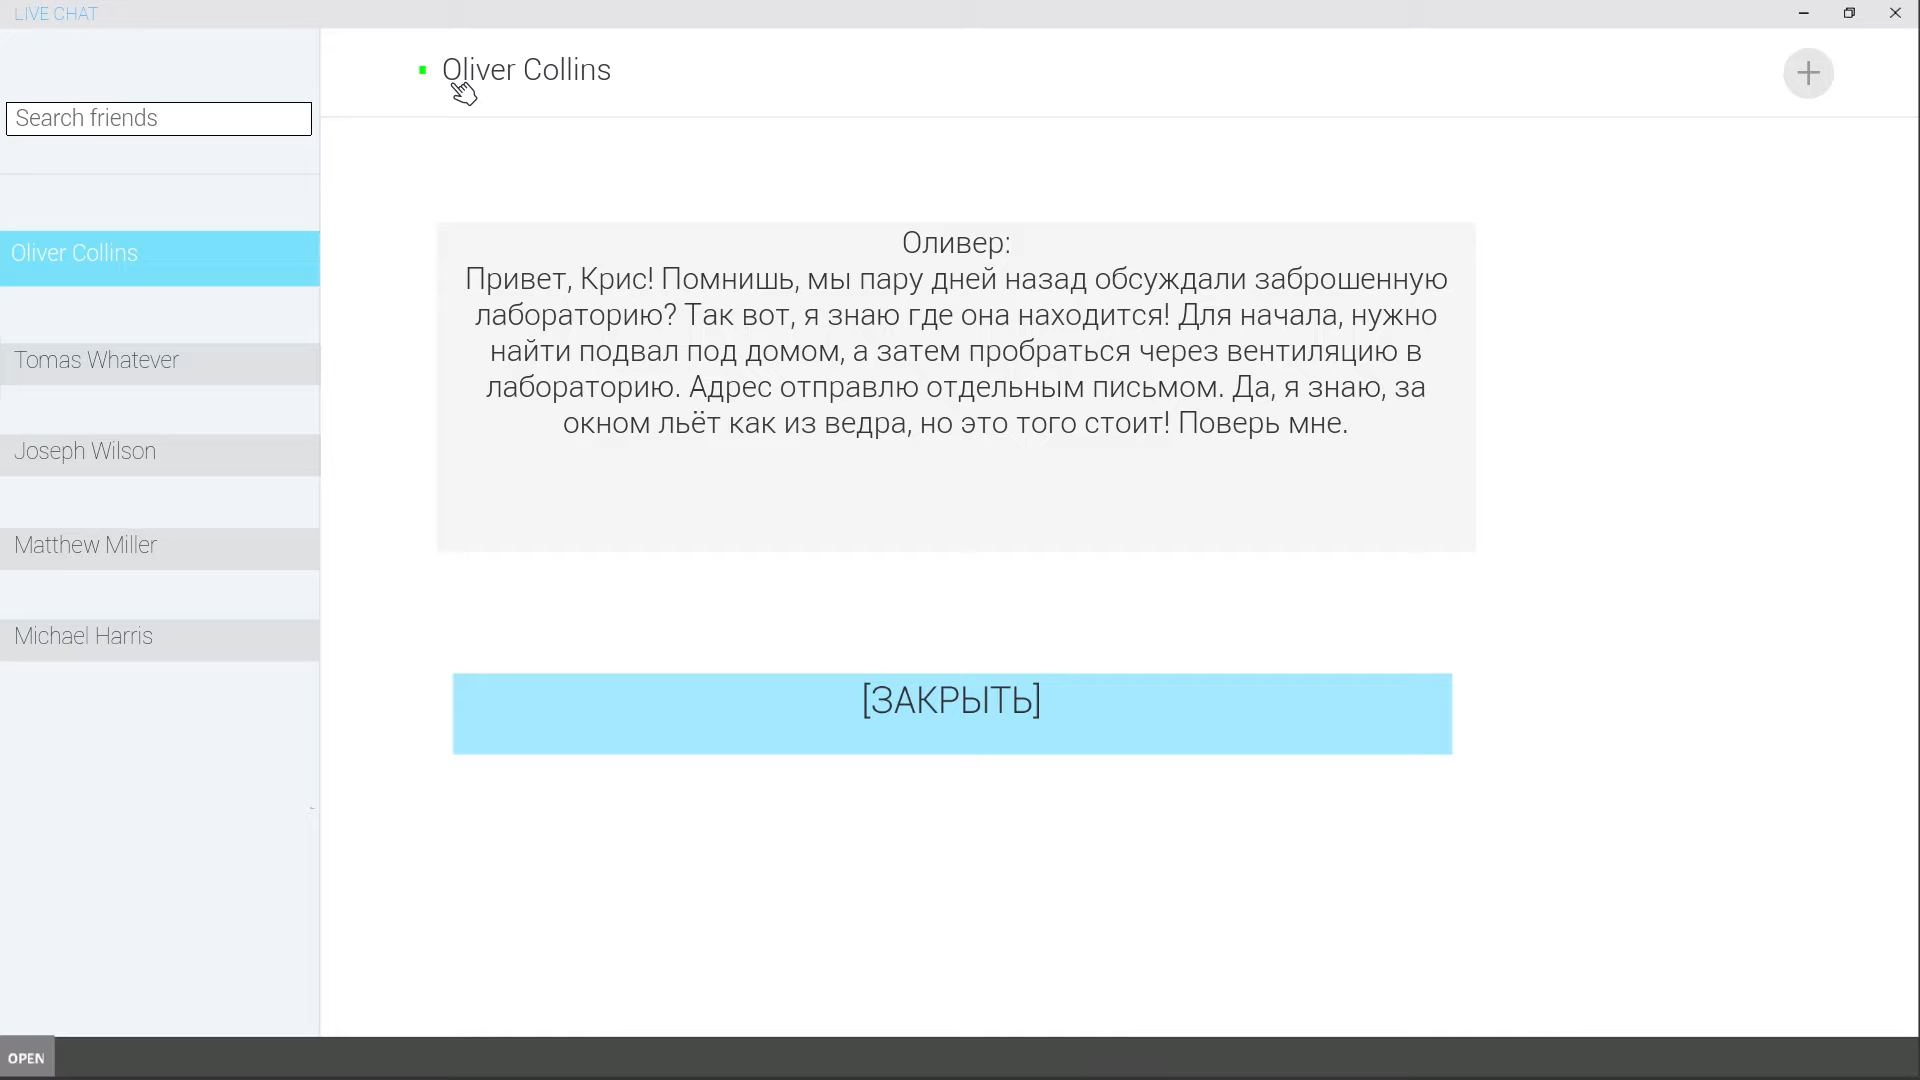 LIVE CHAT
Oliver Collins
Search friends
Oliver Collins
Tomas Whatever
Joseph Wilson
Matthew Miller
Michael Harris
Оливер:
Привет, Крис! Помнишь, мы пару дней назад обсуждали заброшенную
лабораторию? Так вот, я знаю где она находится! Для начала, нужно
найти подвал под домом, а затем пробраться через вентиляцию в
лабораторию. Адрес отправлю отдельным письмом. Да, я знаю, за
окном льёт как из ведра, но это того стоит! Поверь мне.
[ЗАКРЫТЬ]
OPEN